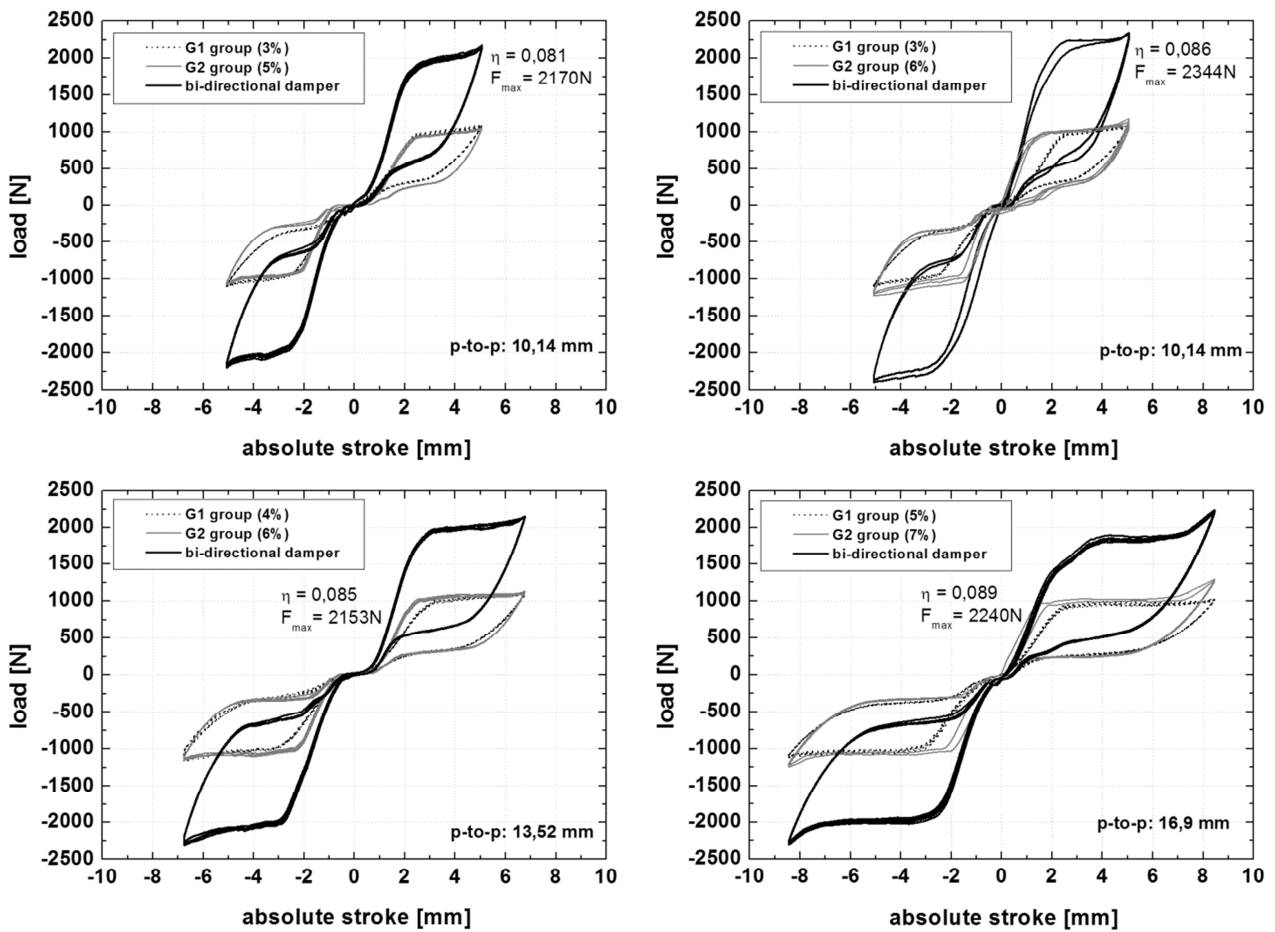 2500
2000
1500
1000
500
0
-500
-1000
-1500
-2000
-2500
load [N]
G1 group (3%)
G2 group (5%)
bi-directional damper
η = 0,081
Fmax = 2170N
p-to-p: 10,14 mm
-10 -8 -6 -4 -2 0 2 4 6 8 10
absolute stroke [mm]
2500
2000
1500
1000
500
0
-500
-1000
-1500
-2000
-2500
load [N]
G1 group (3%)
G2 group (6%)
bi-directional damper
η = 0,086
Fmax = 2344N
p-to-p: 10,14 mm
-10 -8 -6 -4 -2 0 2 4 6 8 10
absolute stroke [mm]
2500
2000
1500
1000
500
0
-500
-1000
-1500
-2000
-2500
load [N]
G1 group (4%)
G2 group (6%)
bi-directional damper
η = 0,085
Fmax = 2153N
p-to-p: 13,52 mm
-10 -8 -6 -4 -2 0 2 4 6 8 10
absolute stroke [mm]
2500
2000
1500
1000
500
0
-500
-1000
-1500
-2000
-2500
load [N]
G1 group (5%)
G2 group (7%)
bi-directional damper
η = 0,089
Fmax = 2240N
p-to-p: 16,9 mm
-10 -8 -6 -4 -2 0 2 4 6 8 10
absolute stroke [mm]